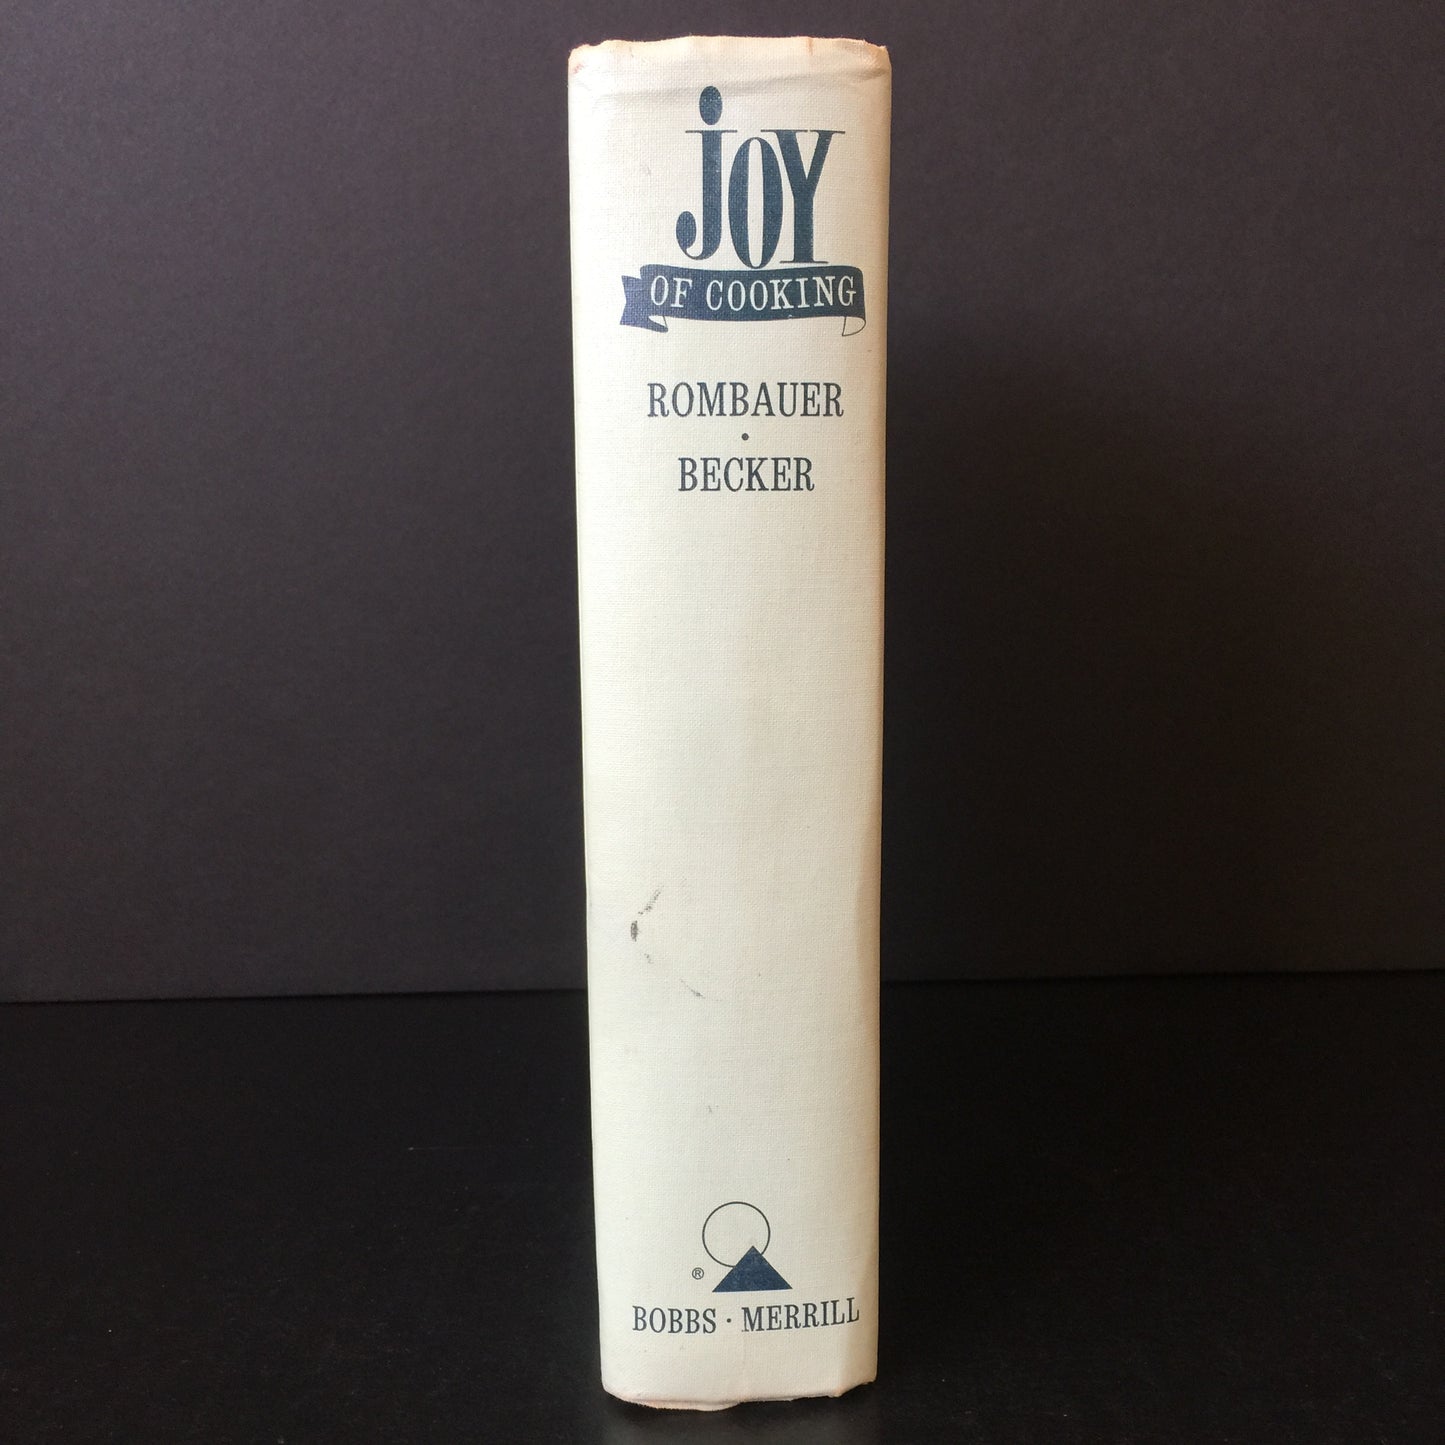 joy
OF COOKING
ROMBAUER
•
BECKER
®
BOBBS · MERRILL